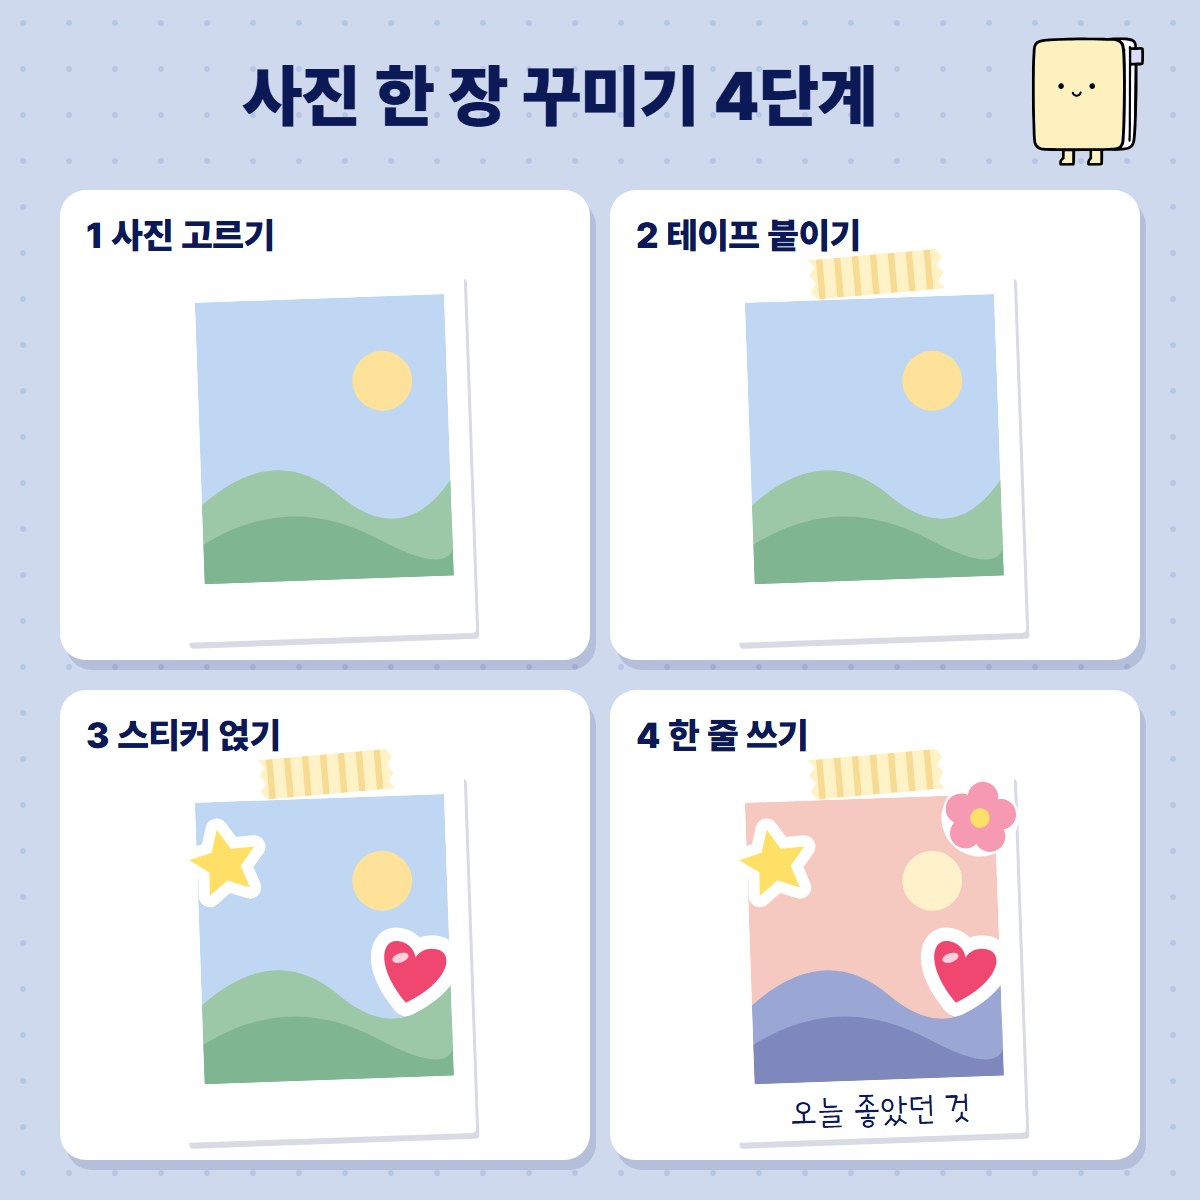 사진 한 장 꾸미기 4단계
1 사진 고르기
2 테이프 붙이기
3 스티커 얹기
4 한 줄 쓰기
오늘 좋았던 것